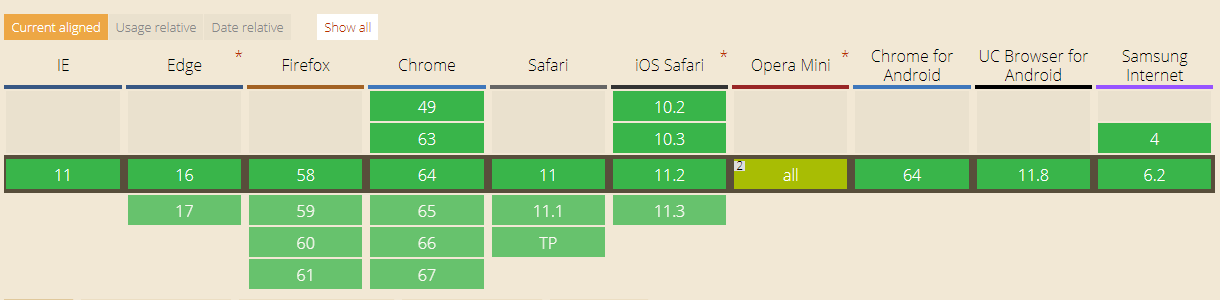 Current aligned Usage relative Date relative Show all
IE Edge * Firefox Chrome Safari iOS Safari * Opera Mini * Chrome for Android UC Browser for Android Samsung Internet
49 10.2
63 10.3 4
11 16 58 64 11 11.2 2 all 64 11.8 6.2
17 59 65 11.1 11.3
60 66 TP
61 67